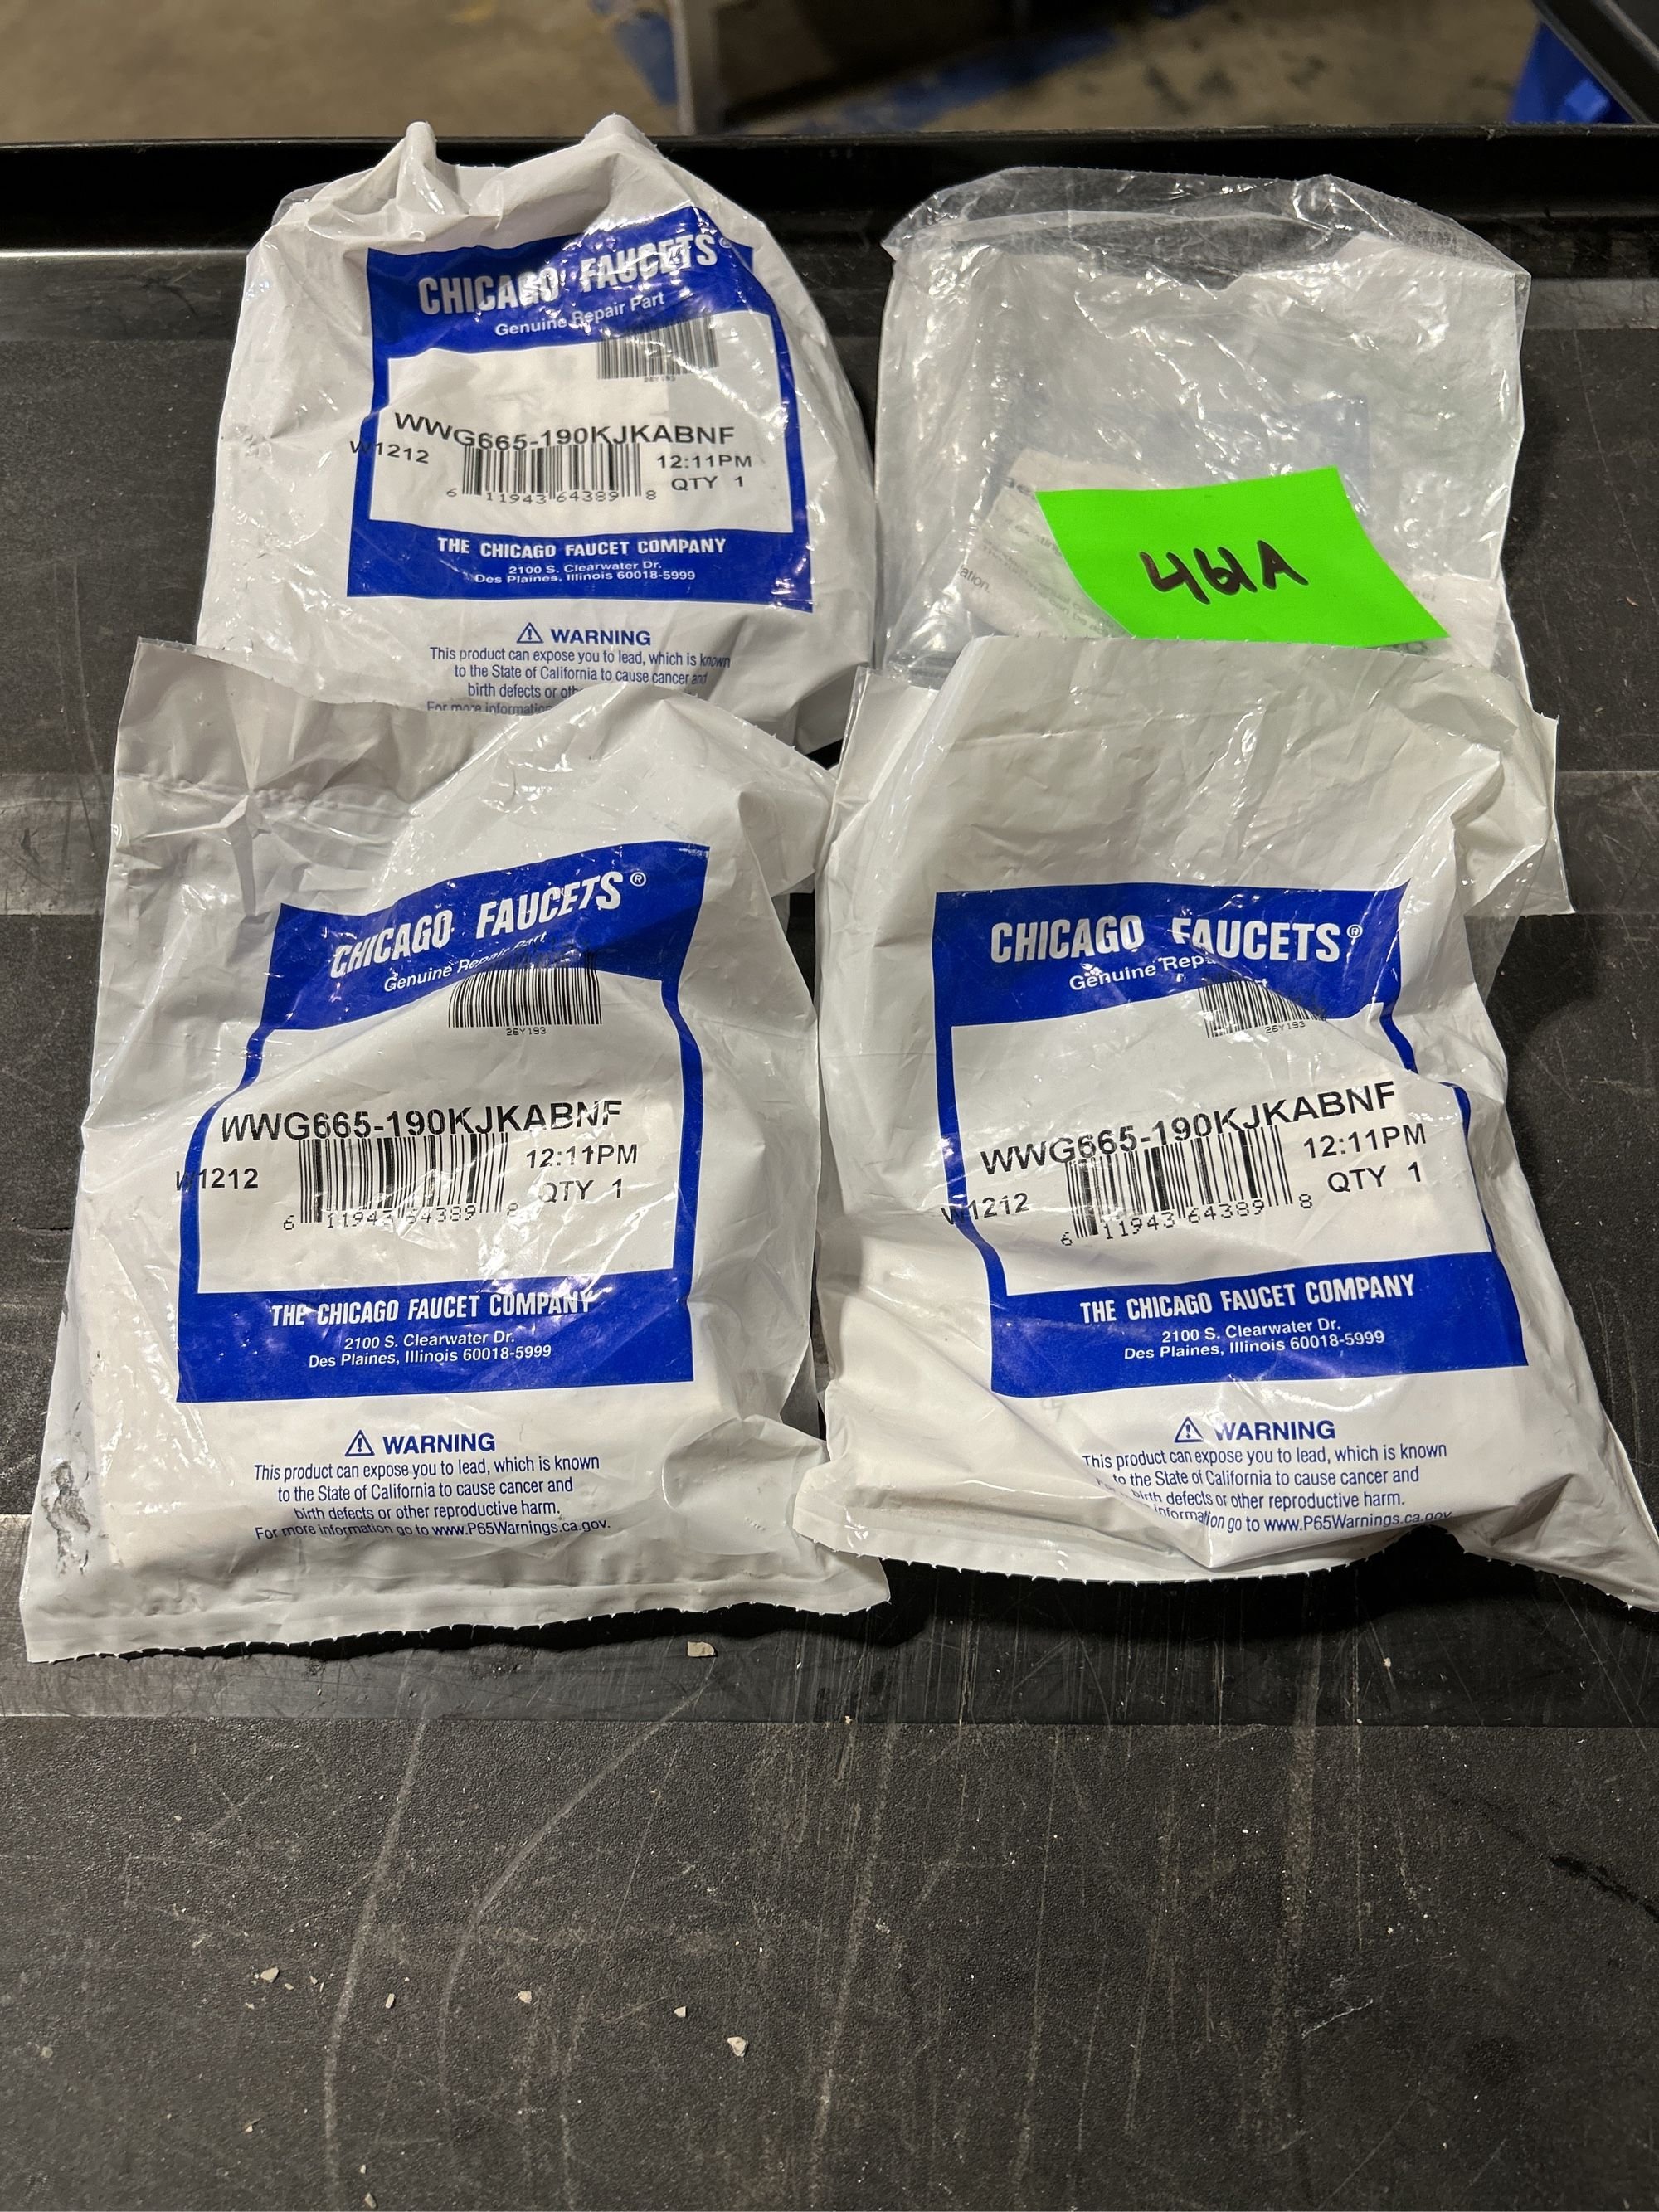 CHICAGO FAUCETS®
Genuine Repair Part
26Y193
WWG665-190KJKABNF
W1212
12:11PM
QTY 1
6 11943 64389 8
THE CHICAGO FAUCET COMPANY
2100 S. Clearwater Dr.
Des Plaines, Illinois 60018-5999
⚠ WARNING
This product can expose you to lead, which is known
to the State of California to cause cancer and
birth defects or
For more information
461A
ation.
CHICAGO FAUCETS®
Genuine Repair Part
26Y193
WWG665-190KJKABNF
W1212
12:11PM
QTY 1
6 11943 64389 8
THE CHICAGO FAUCET COMPANY
2100 S. Clearwater Dr.
Des Plaines, Illinois 60018-5999
⚠ WARNING
This product can expose you to lead, which is known
to the State of California to cause cancer and
birth defects or other reproductive harm.
For more information go to www.P65Warnings.ca.gov.
CHICAGO FAUCETS®
Genuine Repair Part
26Y193
WWG665-190KJKABNF
W1212
12:11PM
QTY 1
6 11943 64389 8
THE CHICAGO FAUCET COMPANY
2100 S. Clearwater Dr.
Des Plaines, Illinois 60018-5999
⚠ WARNING
This product can expose you to lead, which is known
to the State of California to cause cancer and
birth defects or other reproductive harm.
information go to www.P65Warnings.ca.gov.